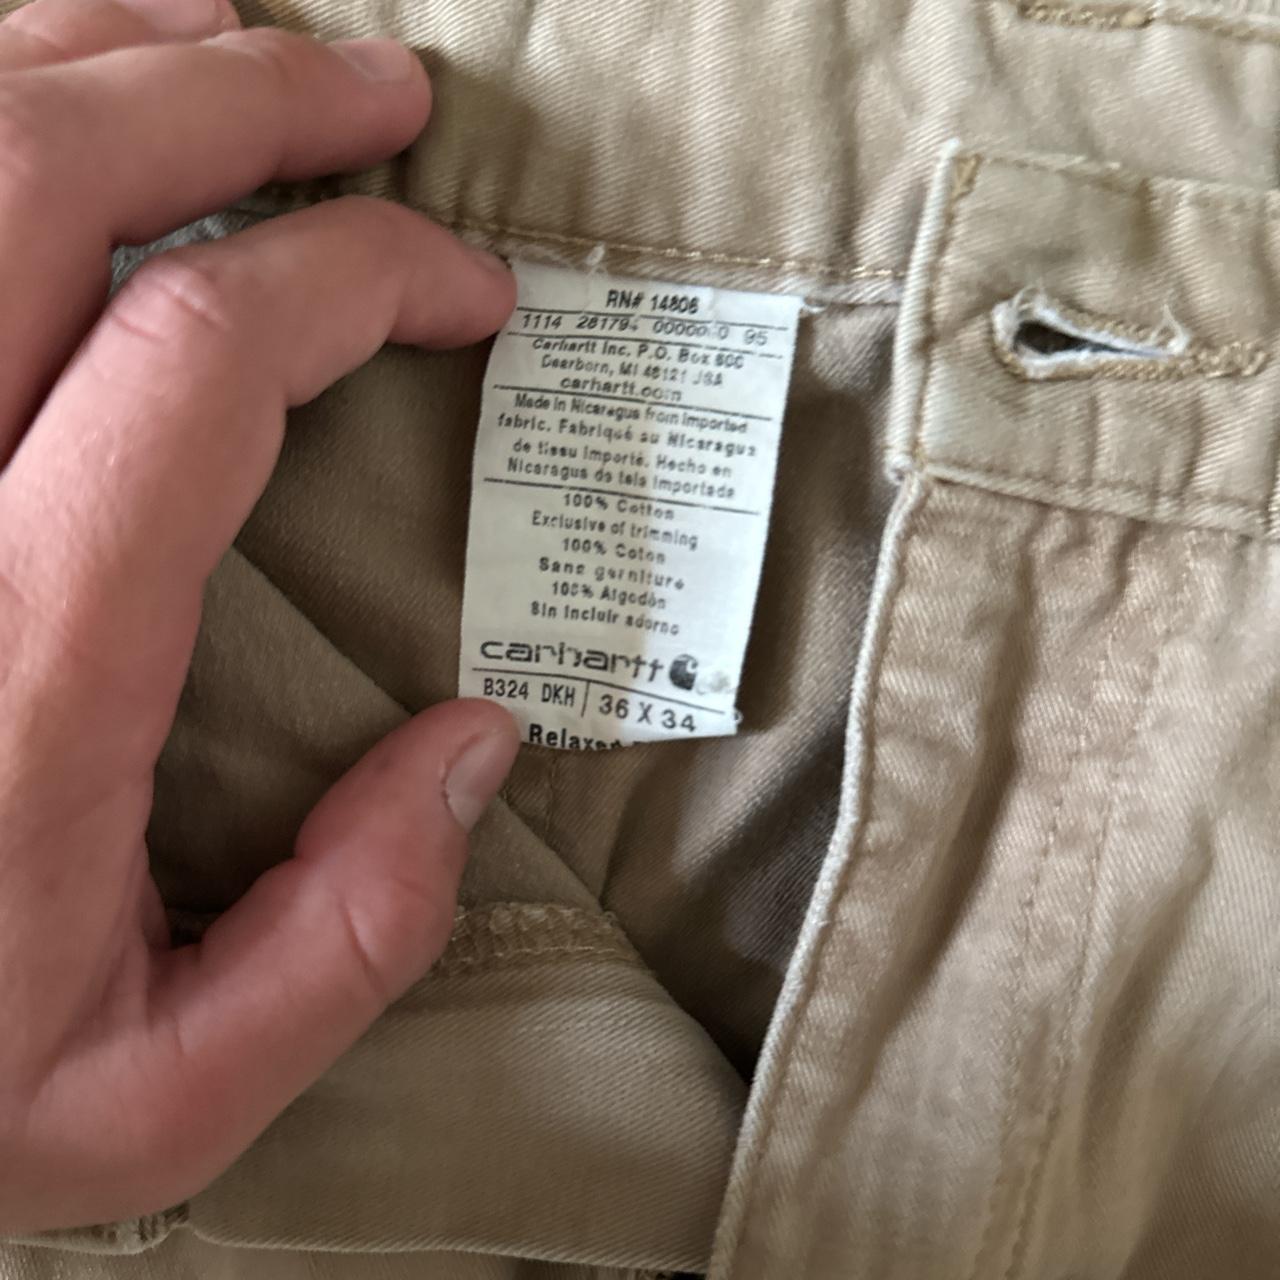 RN# 14806
1114 28179 95
Carhartt Inc. P.O. Box 600
Dearborn, MI 48121 USA
carhartt.com
Made in Nicaragua from Imported
fabric. Fabriqué au Nicaragua
de tissu importé. Hecho en
Nicaragua de tela importada
100% Cotton
Exclusive of trimming
100% Coton
Sans garniture
100% Algodón
Sin incluir adorno
carhartt
B324 DKH | 36 X 34
Relaxed